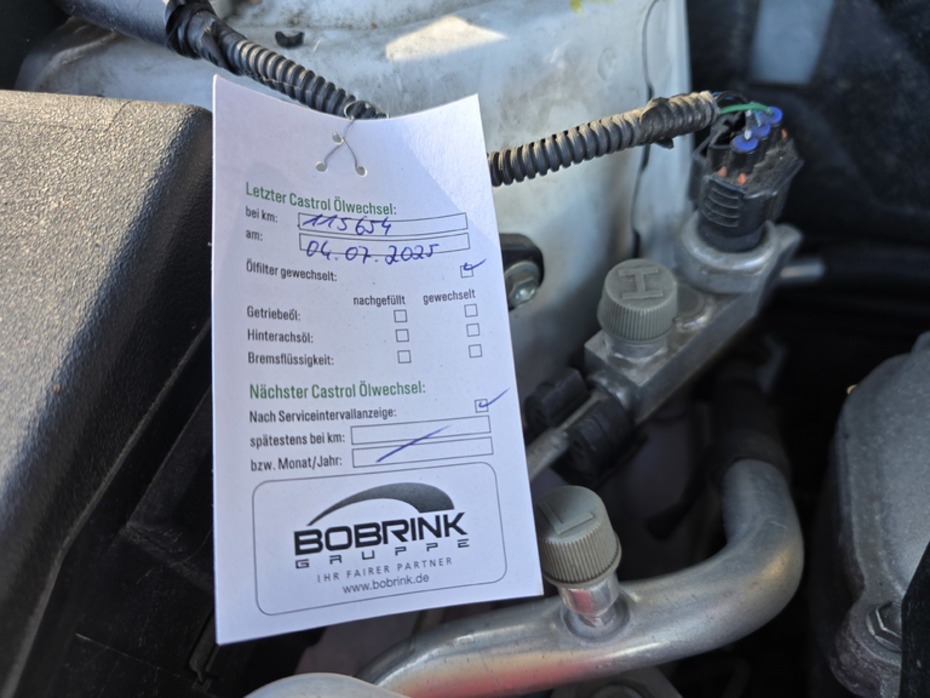 Letzter Castrol Ölwechsel:
bei km: 115654
am: 04.07.2025
Ölfilter gewechselt:
nachgefüllt gewechselt
Getriebeöl:
Hinterachsöl:
Bremsflüssigkeit:
Nächster Castrol Ölwechsel:
Nach Serviceintervallanzeige:
spätestens bei km:
bzw. Monat/Jahr:
BOBRINK
GRUPPE
IHR FAIRER PARTNER
www.bobrink.de
H
L